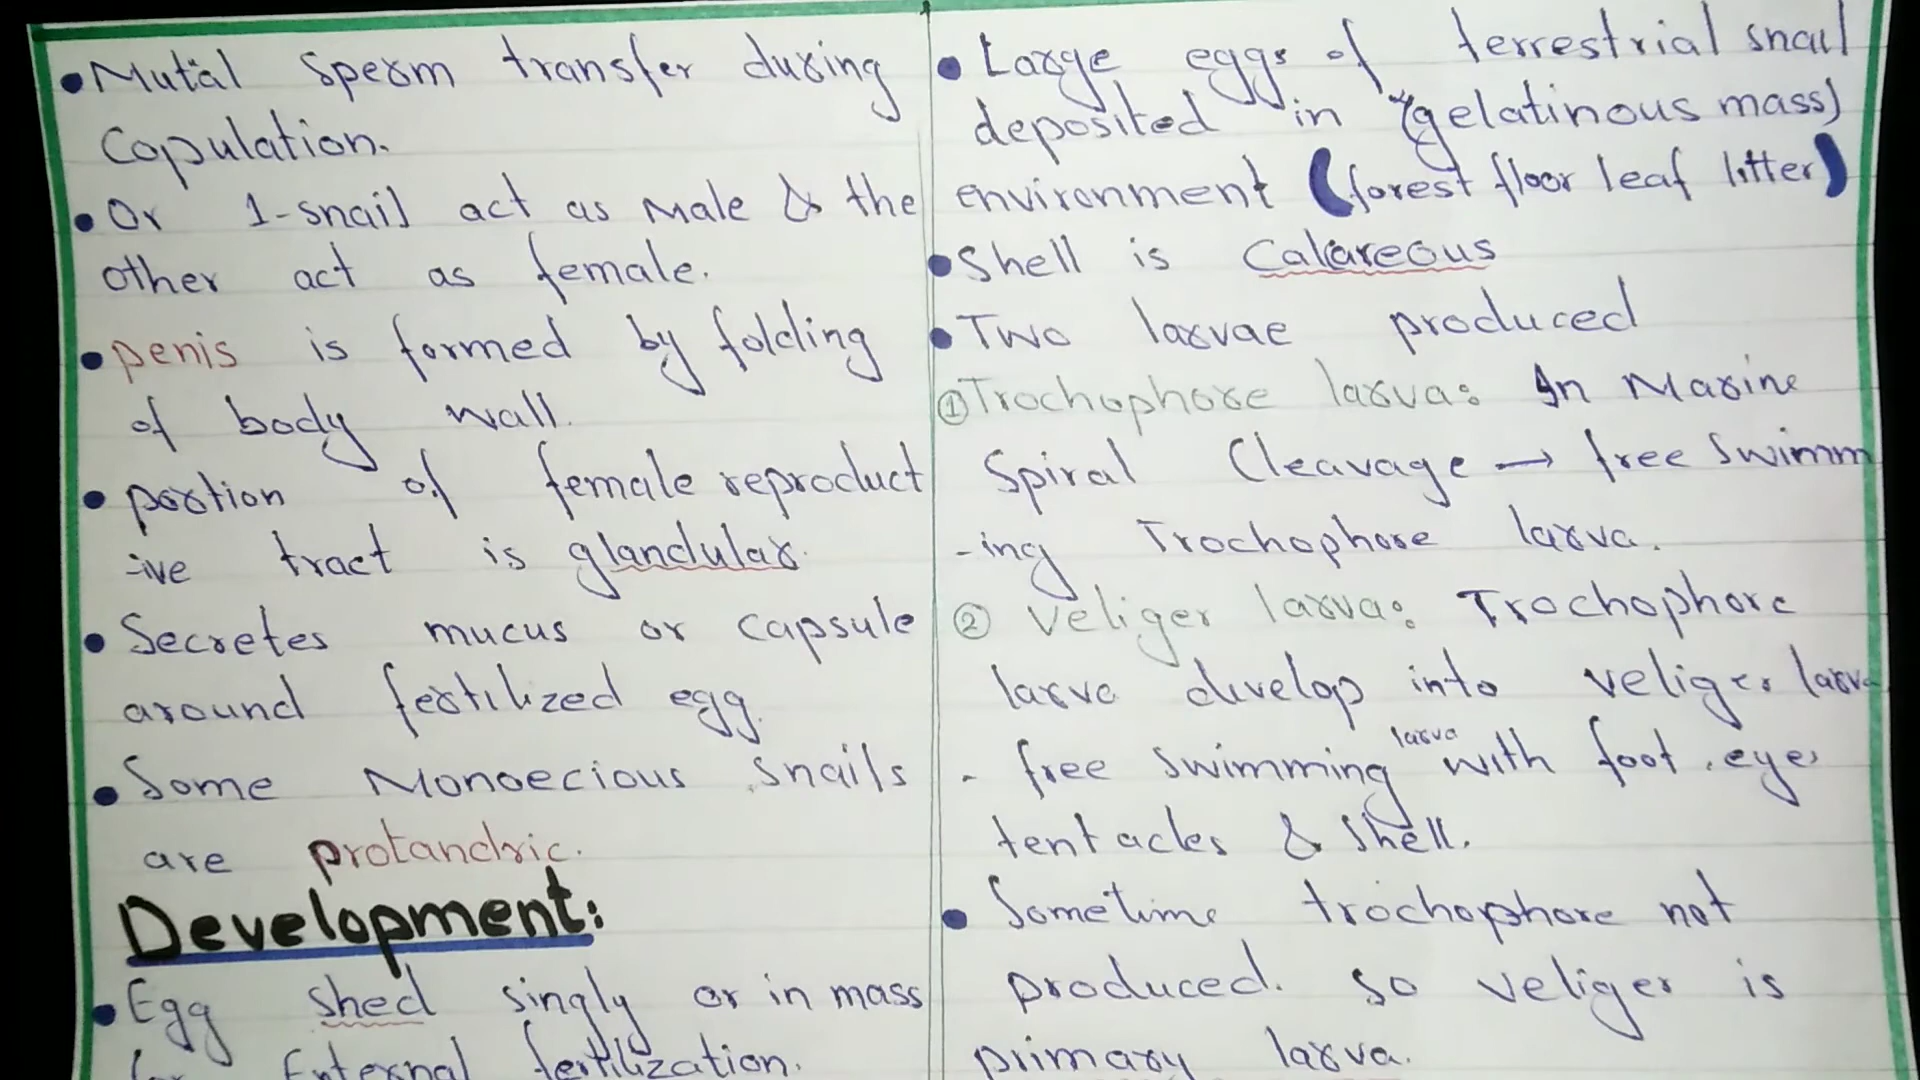 • Mutal Sperm transfer during
Copulation.
• Or 1-snail act as Male & the
other act as female.
• penis is formed by folding
of body wall.
• portion of female reproduct
-ive tract is glandular.
• Secretes mucus or capsule
around fertilized egg.
• Some Monoecious snails
are protandric.
Development:
• Egg shed singly or in mass
for External fertilization.
• Large eggs of terrestrial snail
deposited in (gelatinous mass)
environment (forest floor leaf litter)
• Shell is Calcareous
• Two larvae produced
① Trochophore larva: In Marine
Spiral Cleavage → free Swimm
-ing Trochophore larva.
② Veliger larva: Trochophore
larve develop into veliger larva
- free swimming larva with foot, eye,
tentacles & Shell.
• Sometime trochophore not
produced. So veliger is
primary larva.